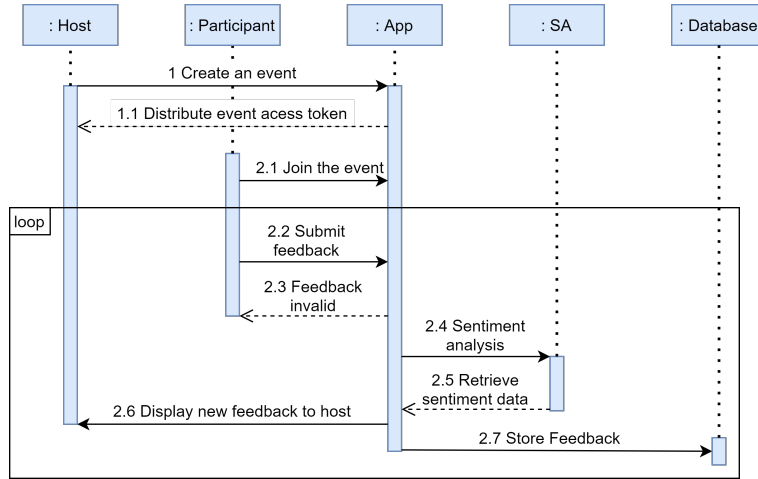 : Host
: Participant
: App
: SA
: Database
1 Create an event
1.1 Distribute event acess token
2.1 Join the event
loop
2.2 Submit
feedback
2.3 Feedback
invalid
2.4 Sentiment
analysis
2.5 Retrieve
sentiment data
2.6 Display new feedback to host
2.7 Store Feedback